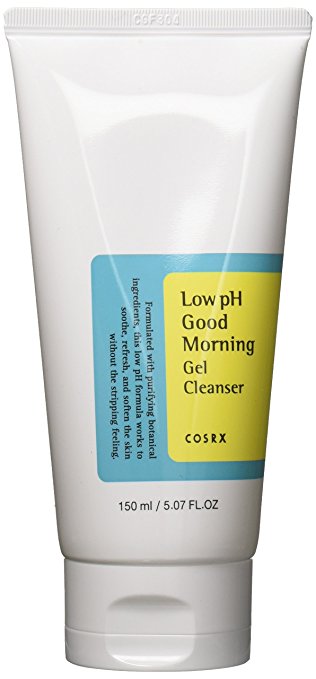 CSF304
Low pH
Good
Morning
Gel
Cleanser
COSRX
Formulated with purifying botanical
ingredients, this low pH formula works to
soothe, refresh, and soften the skin
without the stripping feeling.
150 ml / 5.07 FL.OZ